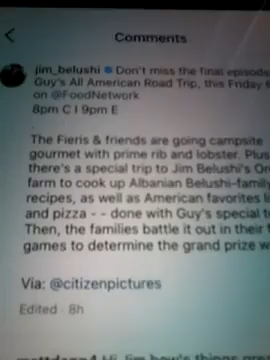 Comments
jim_belushi Don't miss the final episode
Guy's All American Road Trip, this Friday
on @FoodNetwork
8pm C | 9pm E
The Fieris & friends are going campsite
gourmet with prime rib and lobster. Plus
there's a special trip to Jim Belushi's
farm to cook up Albanian Belushi-family
recipes, as well as American favorites
and pizza - - done with Guy's special
Then, the families battle it out in their
games to determine the grand prize
Via: @citizenpictures
Edited · 8h